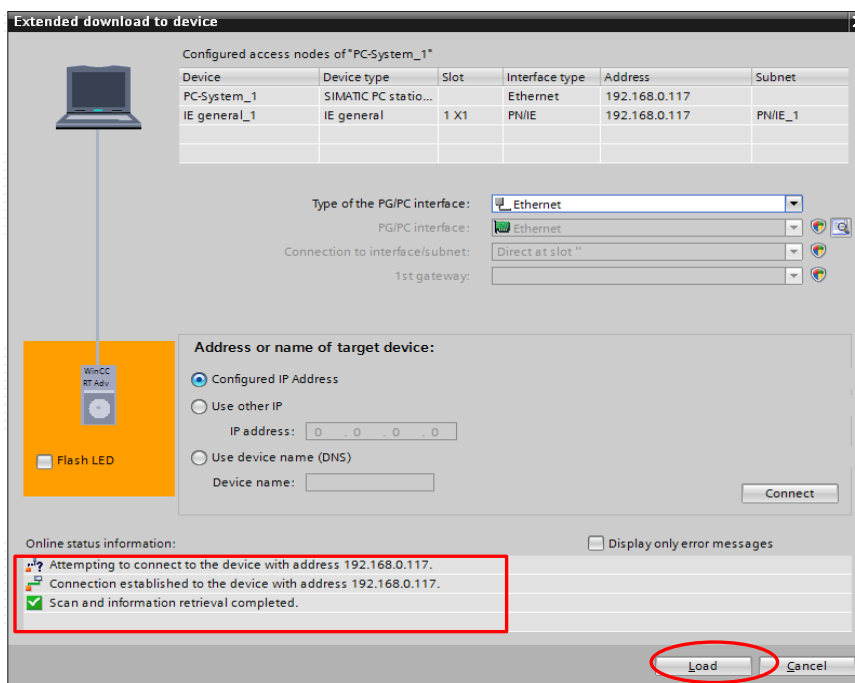 Extended download to device
Configured access nodes of "PC-System_1"
Device Device type Slot Interface type Address Subnet
PC-System_1 SIMATIC PC statio... Ethernet 192.168.0.117
IE general_1 IE general 1 X1 PN/IE 192.168.0.117 PN/IE_1
Type of the PG/PC interface: Ethernet
PG/PC interface: Ethernet
Connection to interface/subnet: Direct at slot ''
1st gateway:
WinCC
RT Adv
Flash LED
Address or name of target device:
Configured IP Address
Use other IP
IP address: 0 . 0 . 0 . 0
Use device name (DNS)
Device name:
Connect
Online status information:
Display only error messages
Attempting to connect to the device with address 192.168.0.117.
Connection established to the device with address 192.168.0.117.
Scan and information retrieval completed.
Load Cancel